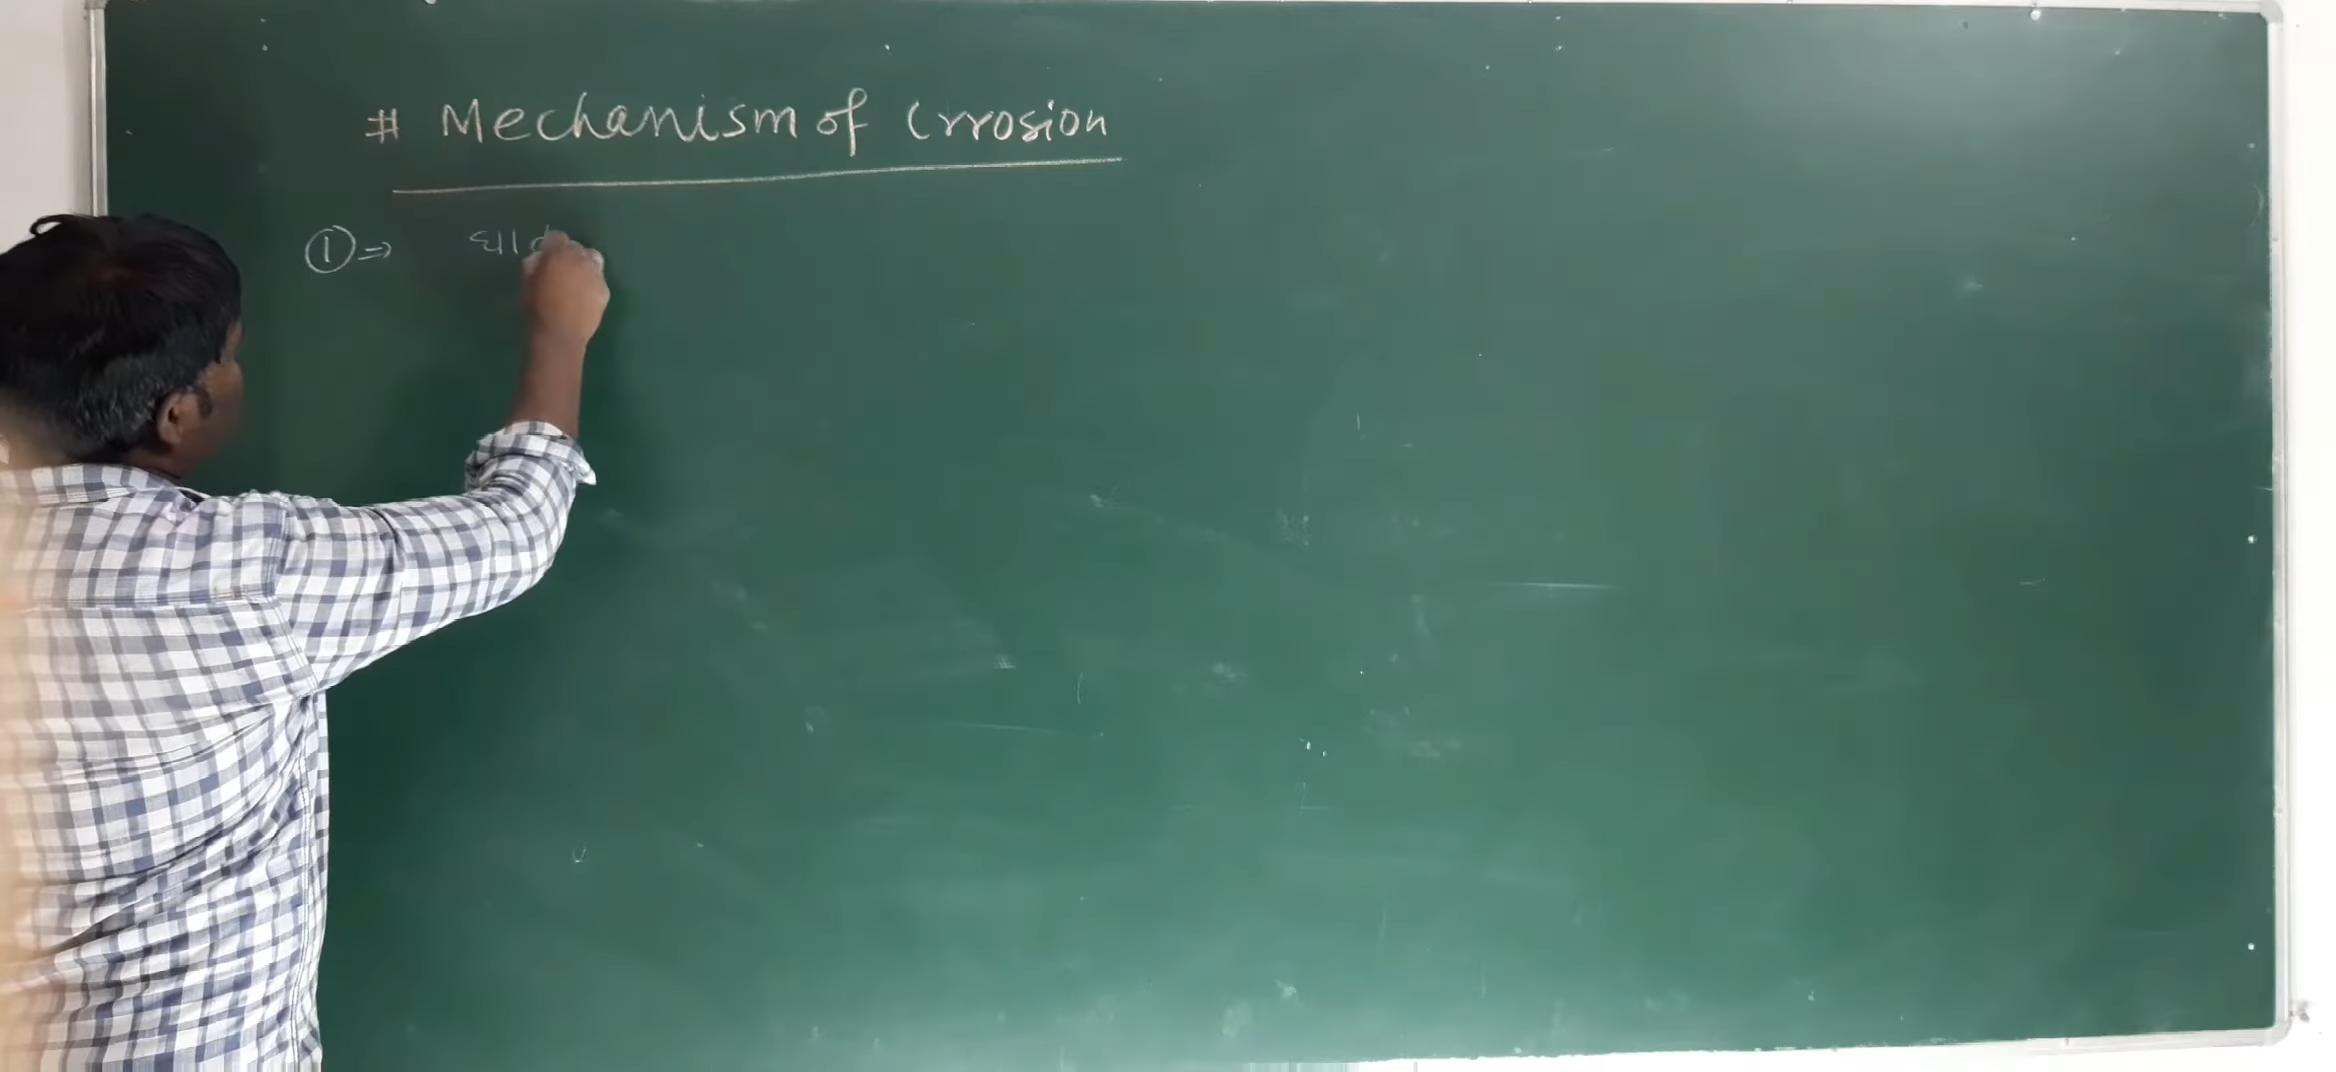 # Mechanism of Crrosion
① ⇒